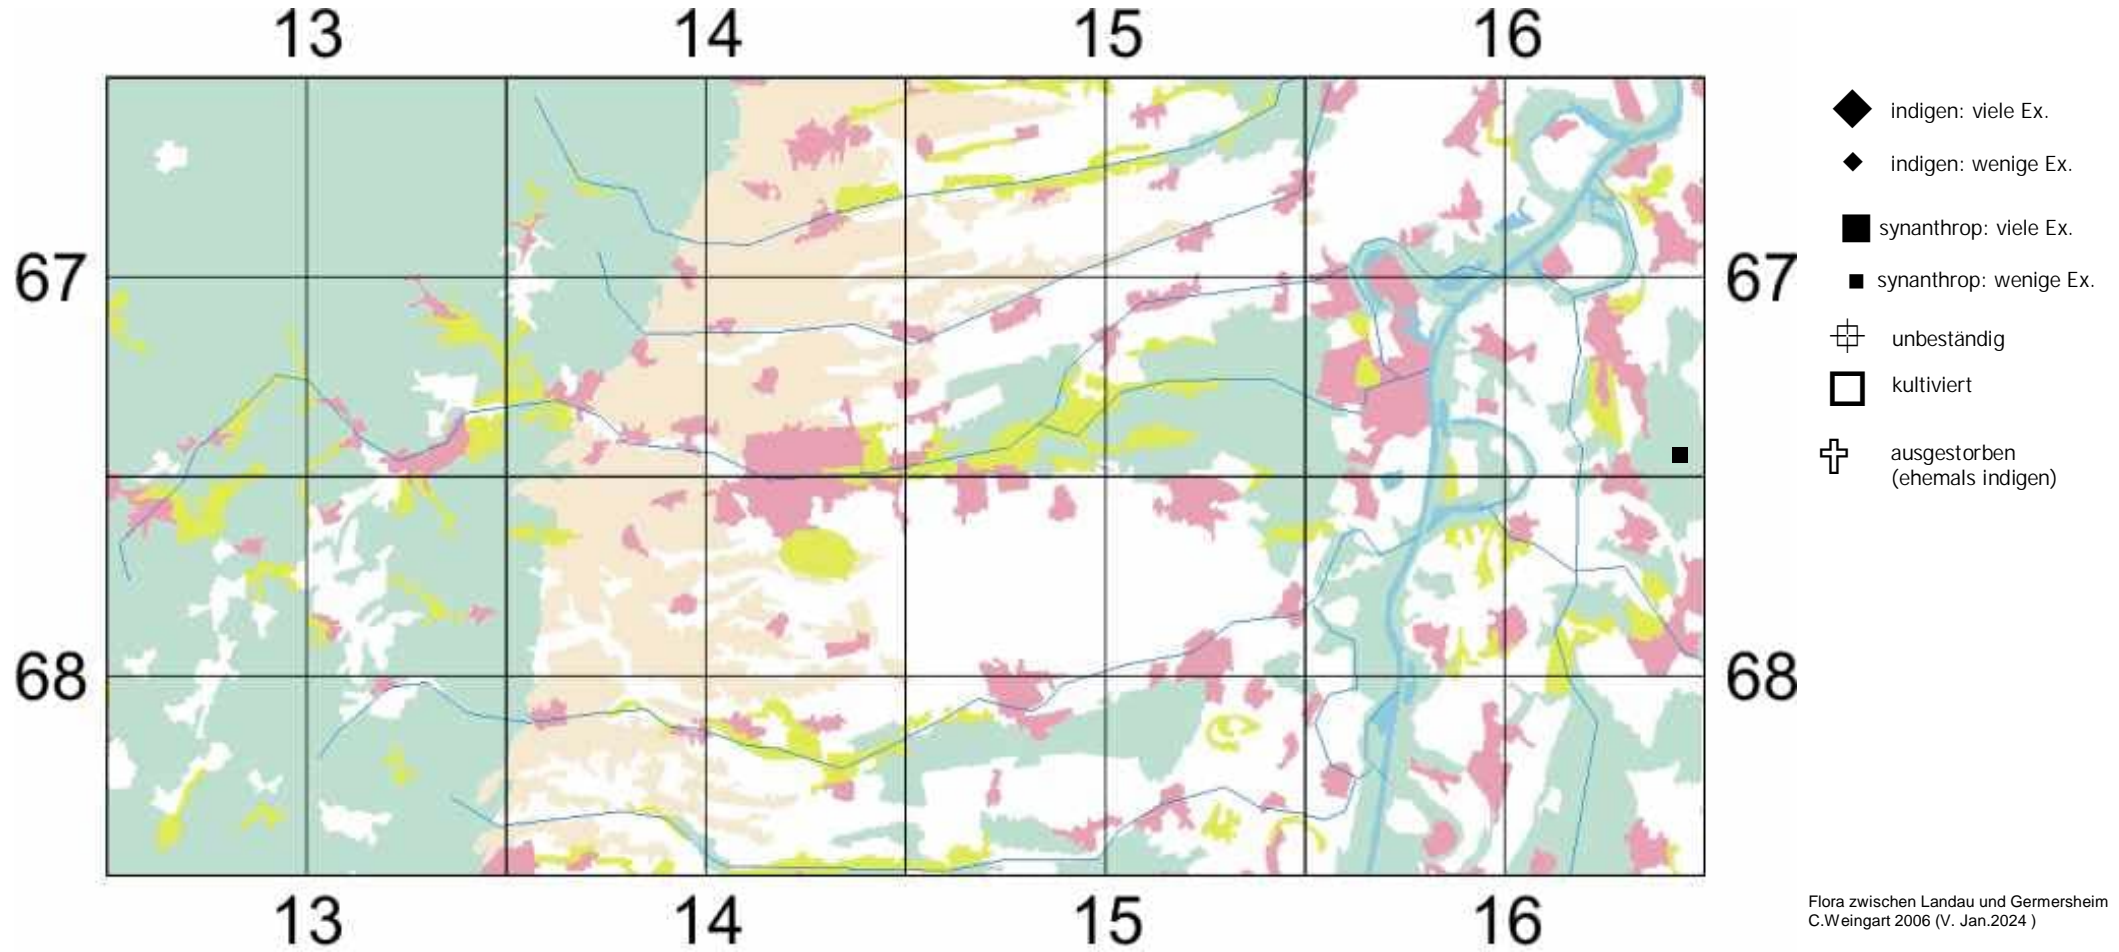 13 14 15 16
67 67
68 68
13 14 15 16
indigen: viele Ex.
indigen: wenige Ex.
synanthrop: viele Ex.
synanthrop: wenige Ex.
unbeständig
kultiviert
ausgestorben
(ehemals indigen)
Flora zwischen Landau und Germersheim
C.Weingart 2006 (V. Jan.2024 )